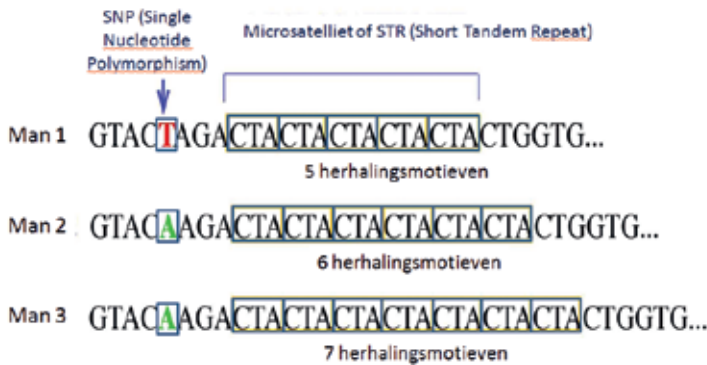 SNP (Single
Nucleotide
Polymorphism)
Microsatelliet of STR (Short Tandem Repeat)
Man 1 GTACTAGACTACTACTACTACTACTGGTG...
5 herhalingsmotieven
Man 2 GTACAAGACTACTACTACTACTACTACTGGTG...
6 herhalingsmotieven
Man 3 GTACAAGACTACTACTACTACTACTACTACTGGTG...
7 herhalingsmotieven